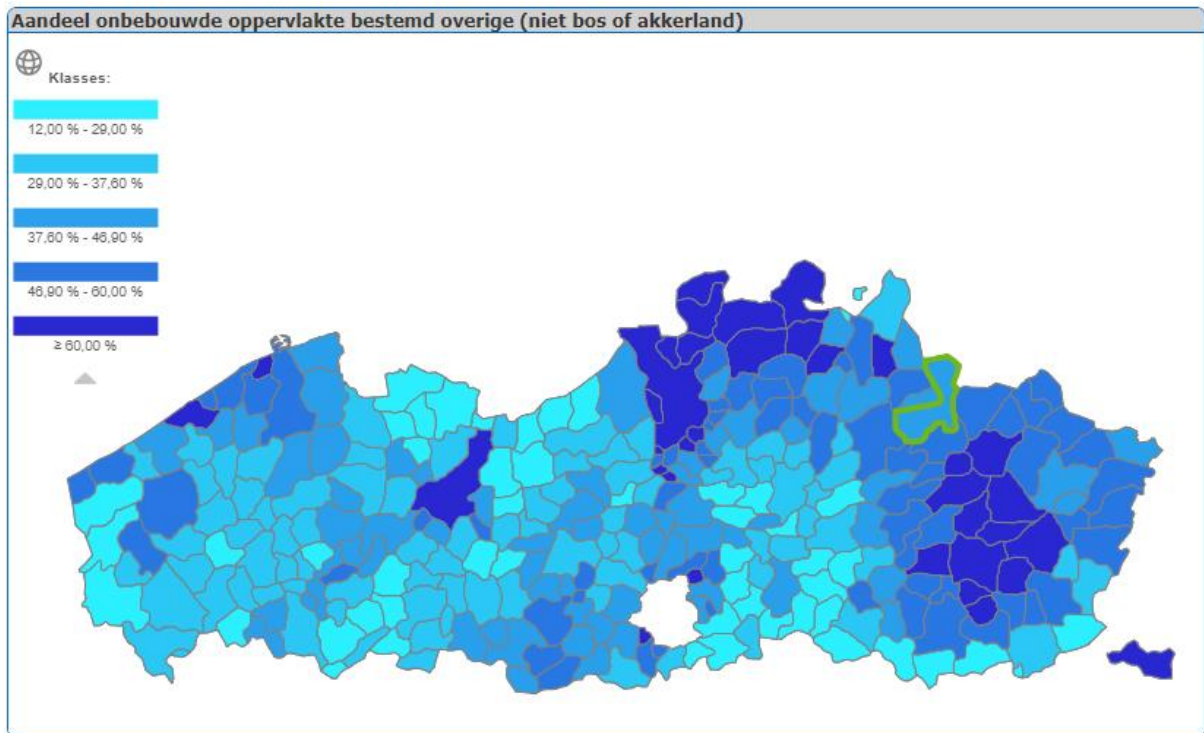 Aandeel onbebouwde oppervlakte bestemd overige (niet bos of akkerland)
Klasses:
12,00 % - 29,00 %
29,00 % - 37,60 %
37,60 % - 46,90 %
46,90 % - 60,00 %
≥ 60,00 %